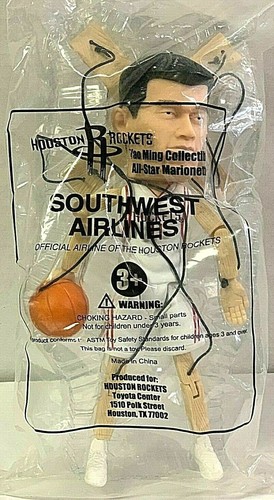 HOUSTON ROCKETS
Yao Ming Collecti
All-Star Marionet
SOUTHWEST
AIRLINES
OFFICIAL AIRLINE OF THE HOUSTON ROCKETS
3+
WARNING:
CHOKING HAZARD - Small parts
Not for children under 3 years.
product conforms to ASTM Toy Safety Standards for children ages 3 and over
This bag is not a toy. Please discard.
Made in China
Produced for:
HOUSTON ROCKETS
Toyota Center
1510 Polk Street
Houston, TX 77002